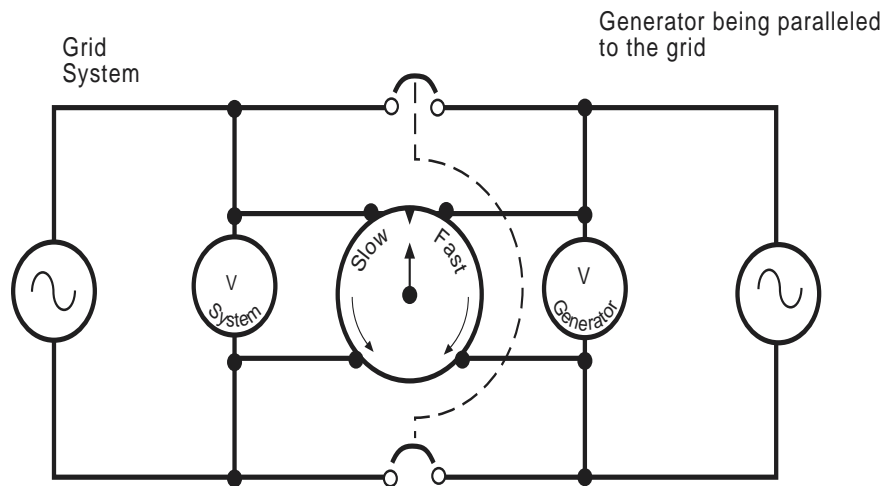 Grid
System
Generator being paralleled
to the grid
Slow
Fast
V
System
V
Generator